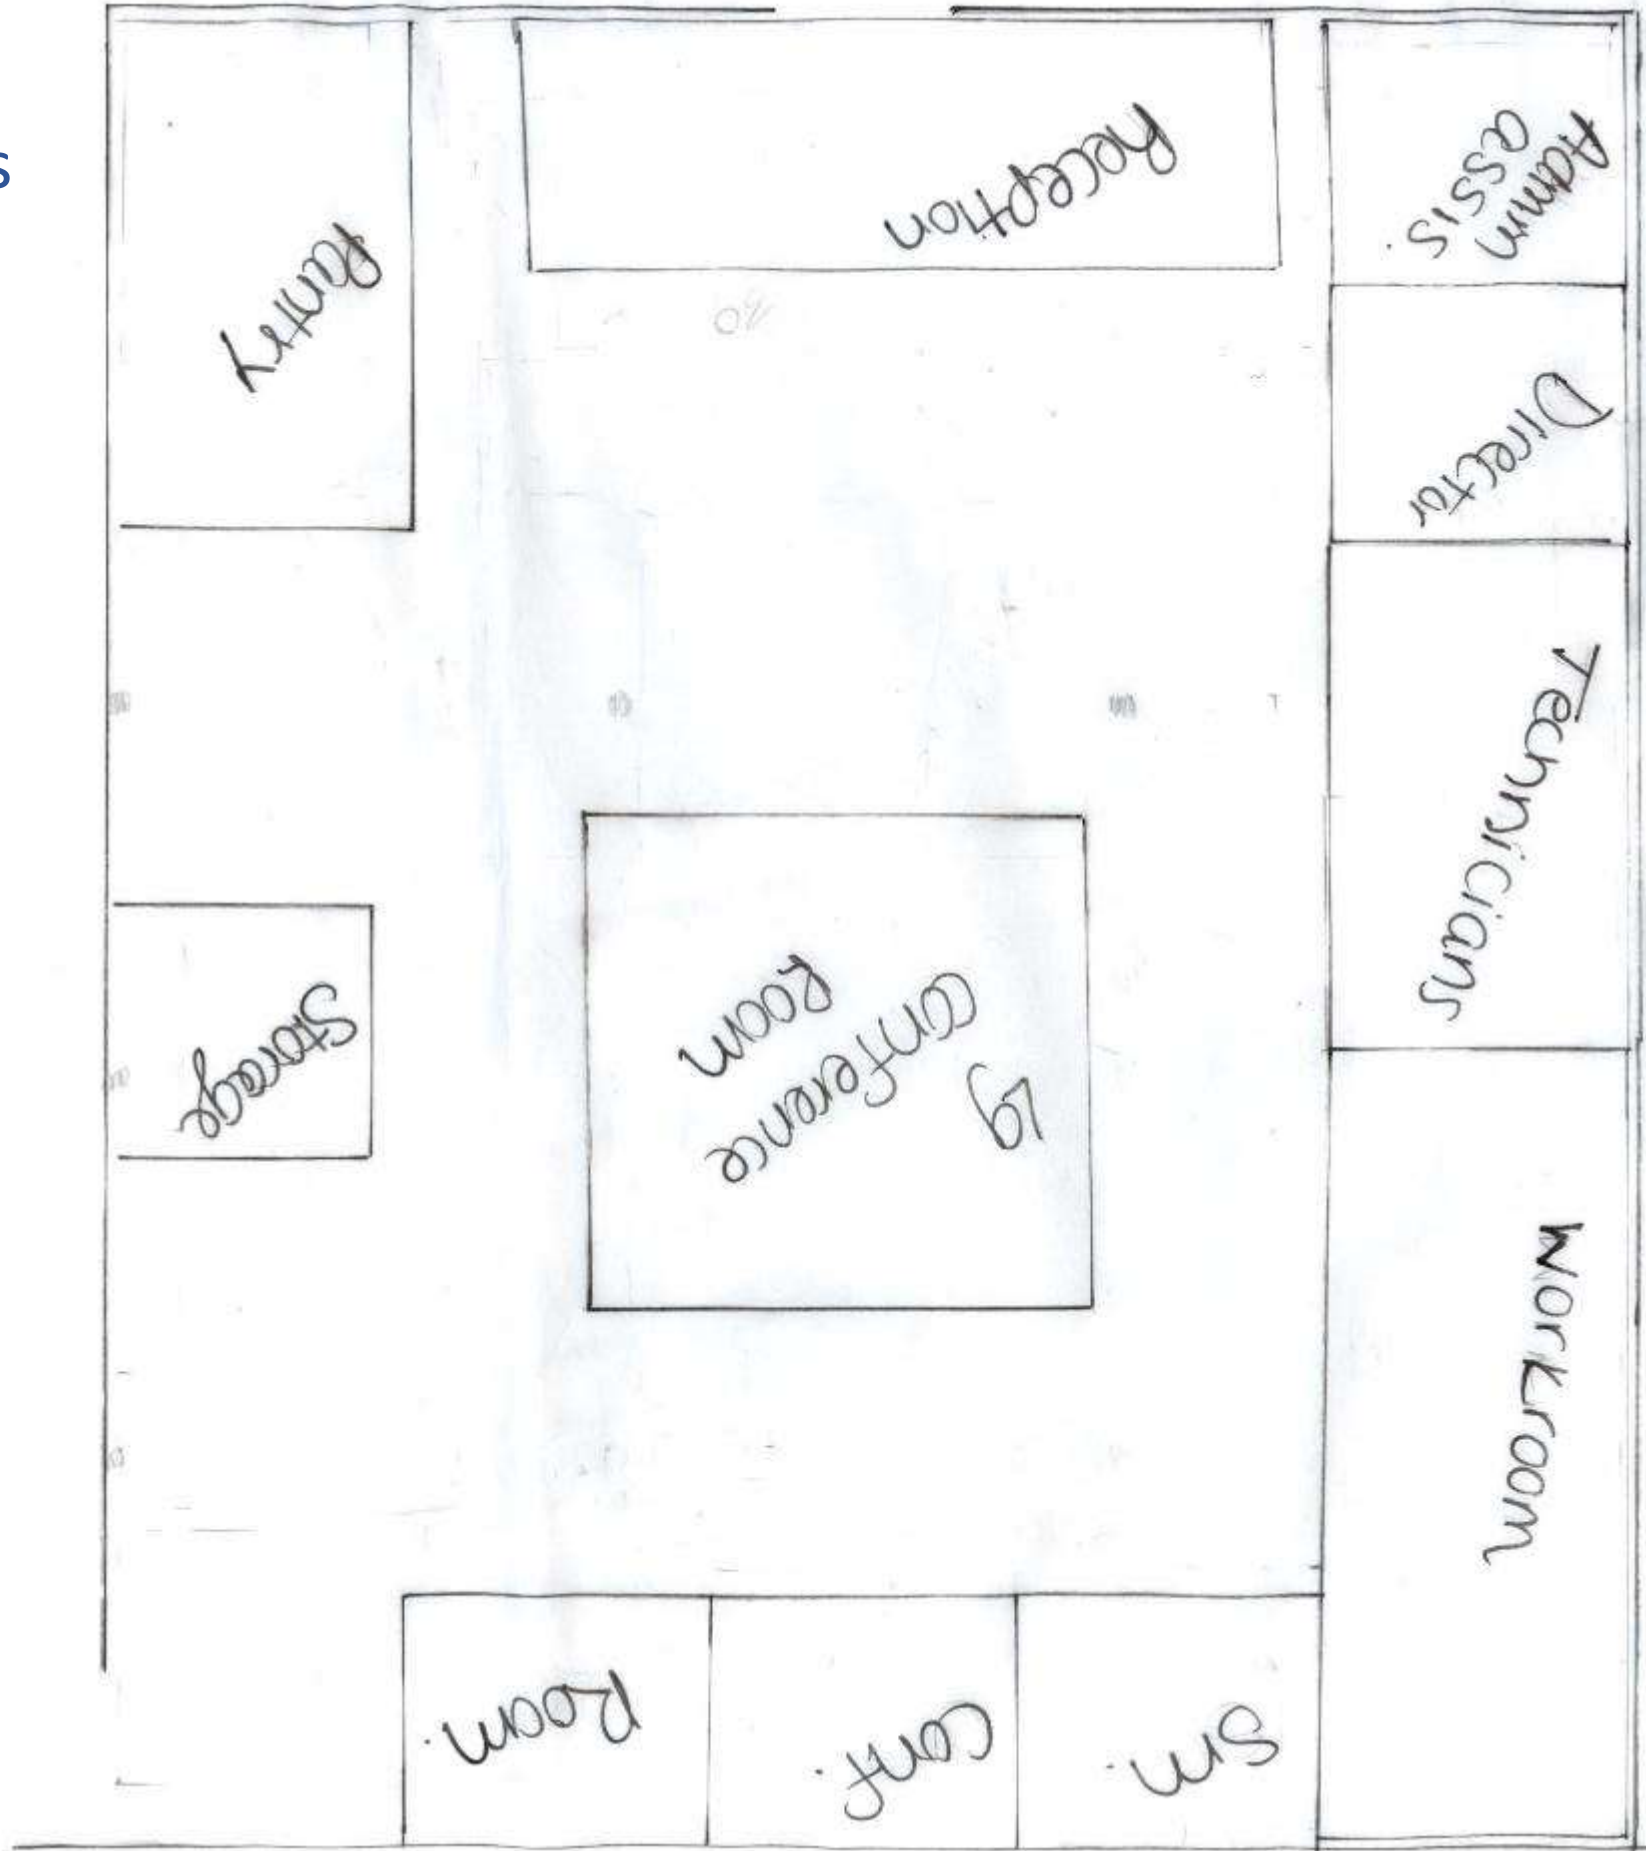 s
Pantry
Reception
Admin
assis.
Director
Technicians
Lg
Conference
Room
Storage
Workroom
Sm.
Conf.
Room.